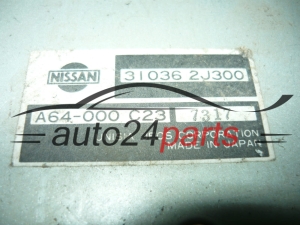 NISSAN
31036 2J300
A64-000 C23 7317
auto24parts
CORPORATION
MADE IN JAPAN